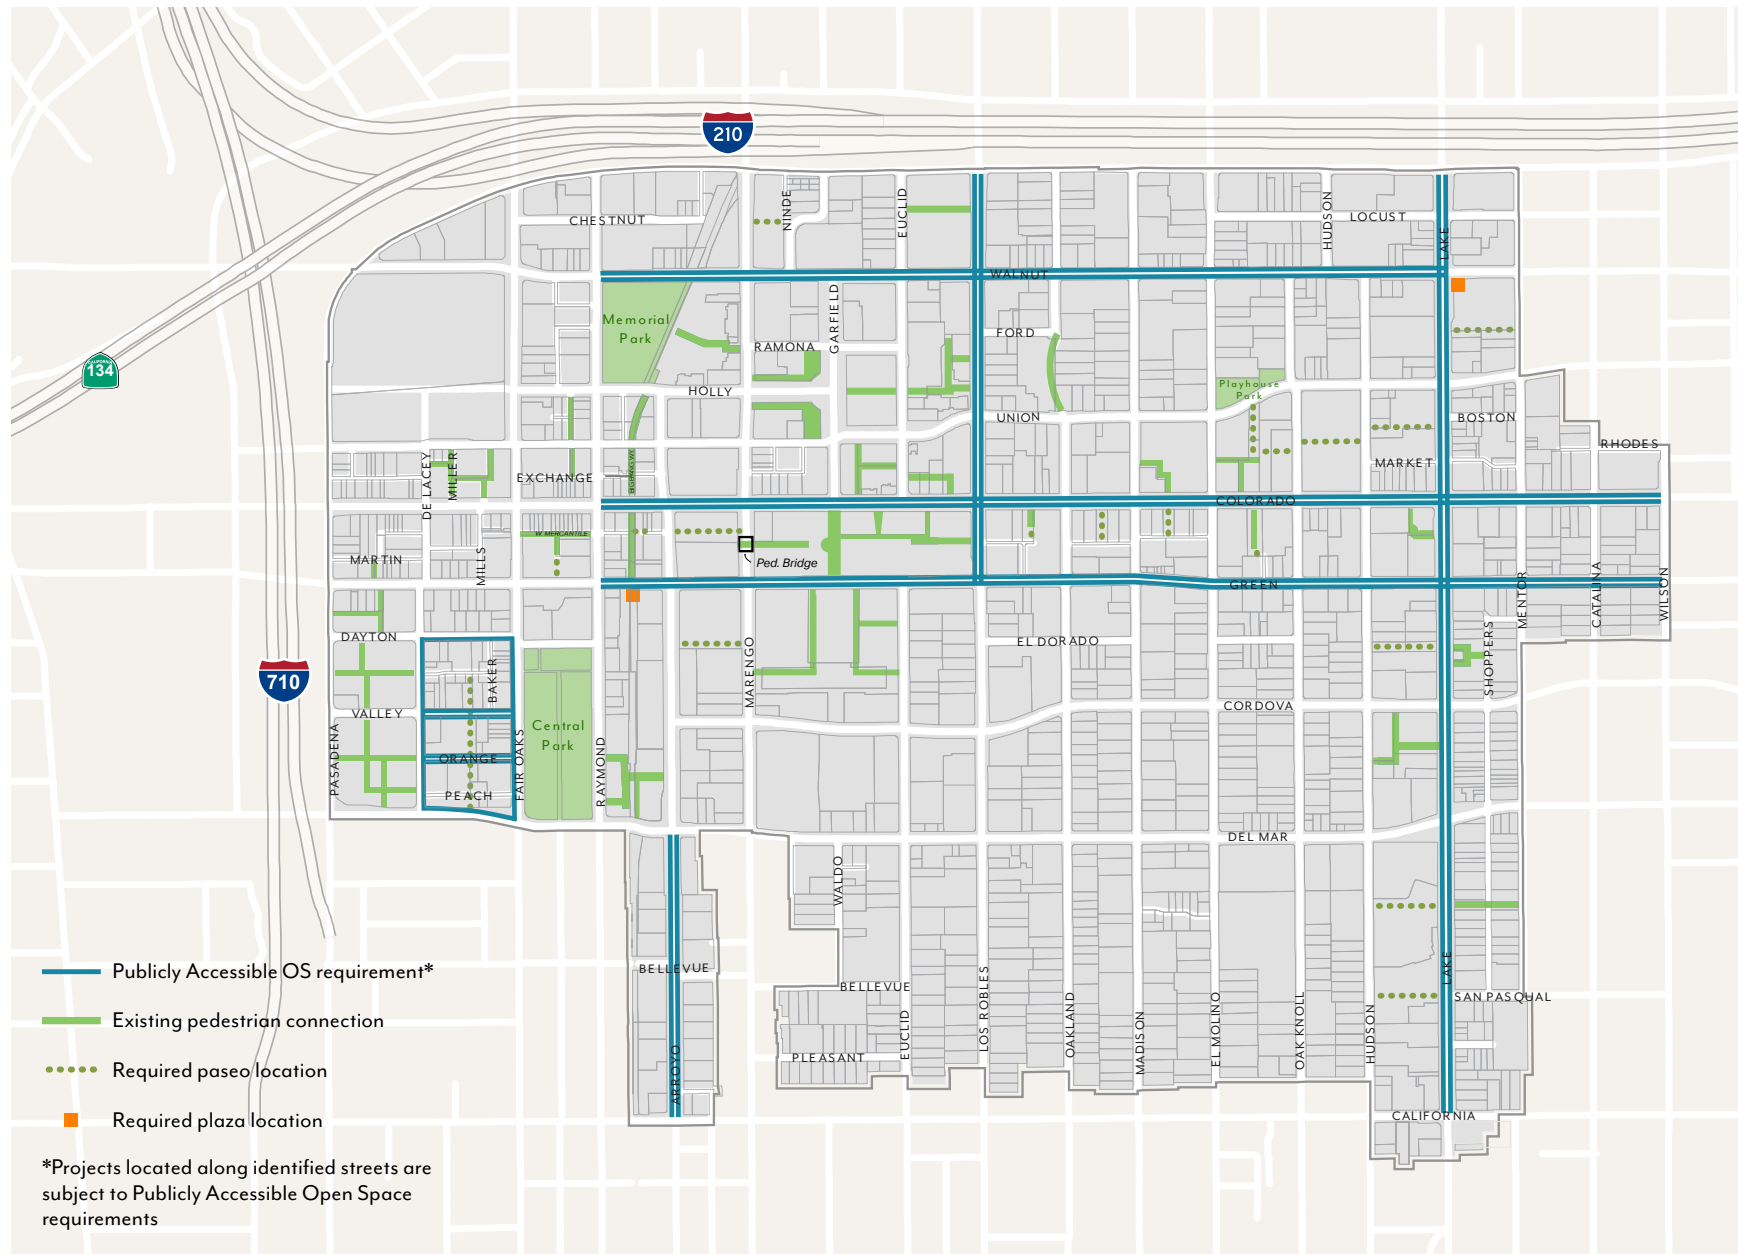 210
CALIFORNIA
134
710
CHESTNUT
NINDE
EUCLID
HUDSON
LOCUST
LAKE
WALNUT
Memorial
Park
GARFIELD
FORD
RAMONA
HOLLY
Playhouse
Park
UNION
BOSTON
RHODES
DE LACEY
MILLER
EXCHANGE
MARKET
COLORADO
W. MERCANTILE
MARTIN
MILLS
Ped. Bridge
GREEN
MENTOR
CATALINA
WILSON
DAYTON
BAKER
EL DORADO
SHOPPERS
MARENGO
VALLEY
CORDOVA
PASADENA
Central
Park
ORANGE
FAIR OAKS
RAYMOND
PEACH
DEL MAR
WALDO
BELLEVUE
BELLEVUE
LAKE
SAN PASQUAL
EUCLID
LOS ROBLES
OAKLAND
MADISON
EL MOLINO
OAK KNOLL
HUDSON
PLEASANT
ARROYO
CALIFORNIA
Publicly Accessible OS requirement*
Existing pedestrian connection
Required paseo location
Required plaza location
*Projects located along identified streets are
subject to Publicly Accessible Open Space
requirements